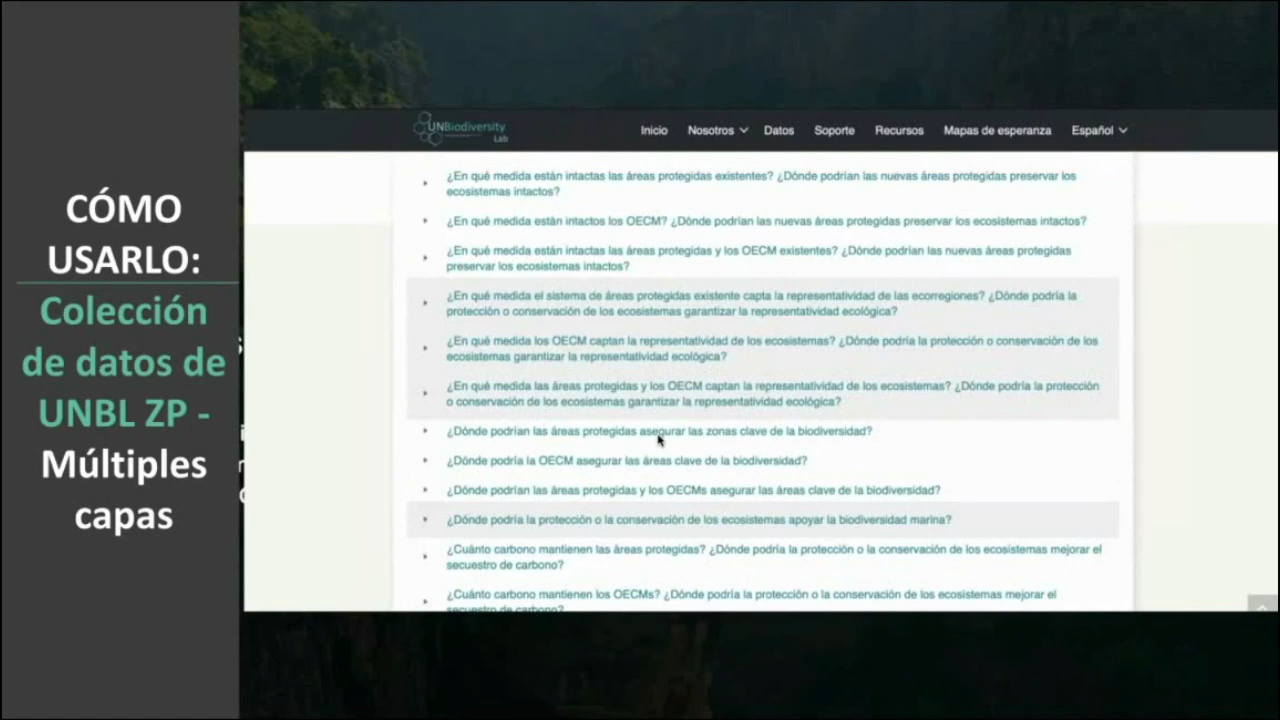 CÓMO
USARLO:
Colección
de datos de
UNBL ZP -
Múltiples
capas
UNBiodiversity
Lab
Inicio Nosotros Datos Soporte Recursos Mapas de esperanza Español
¿En qué medida están intactas las áreas protegidas existentes? ¿Dónde podrían las nuevas áreas protegidas preservar los
ecosistemas intactos?
¿En qué medida están intactos los OECM? ¿Dónde podrían las nuevas áreas protegidas preservar los ecosistemas intactos?
¿En qué medida están intactas las áreas protegidas y los OECM existentes? ¿Dónde podrían las nuevas áreas protegidas
preservar los ecosistemas intactos?
¿En qué medida el sistema de áreas protegidas existente capta la representatividad de las ecorregiones? ¿Dónde podría la
protección o conservación de los ecosistemas garantizar la representatividad ecológica?
¿En qué medida los OECM captan la representatividad de los ecosistemas? ¿Dónde podría la protección o conservación de los
ecosistemas garantizar la representatividad ecológica?
¿En qué medida las áreas protegidas y los OECM captan la representatividad de los ecosistemas? ¿Dónde podría la protección
o conservación de los ecosistemas garantizar la representatividad ecológica?
¿Dónde podrían las áreas protegidas asegurar las zonas clave de la biodiversidad?
¿Dónde podría la OECM asegurar las áreas clave de la biodiversidad?
¿Dónde podrían las áreas protegidas y los OECMs asegurar las áreas clave de la biodiversidad?
¿Dónde podría la protección o la conservación de los ecosistemas apoyar la biodiversidad marina?
¿Cuánto carbono mantienen las áreas protegidas? ¿Dónde podría la protección o la conservación de los ecosistemas mejorar el
secuestro de carbono?
¿Cuánto carbono mantienen los OECMs? ¿Dónde podría la protección o la conservación de los ecosistemas mejorar el
secuestro de carbono?